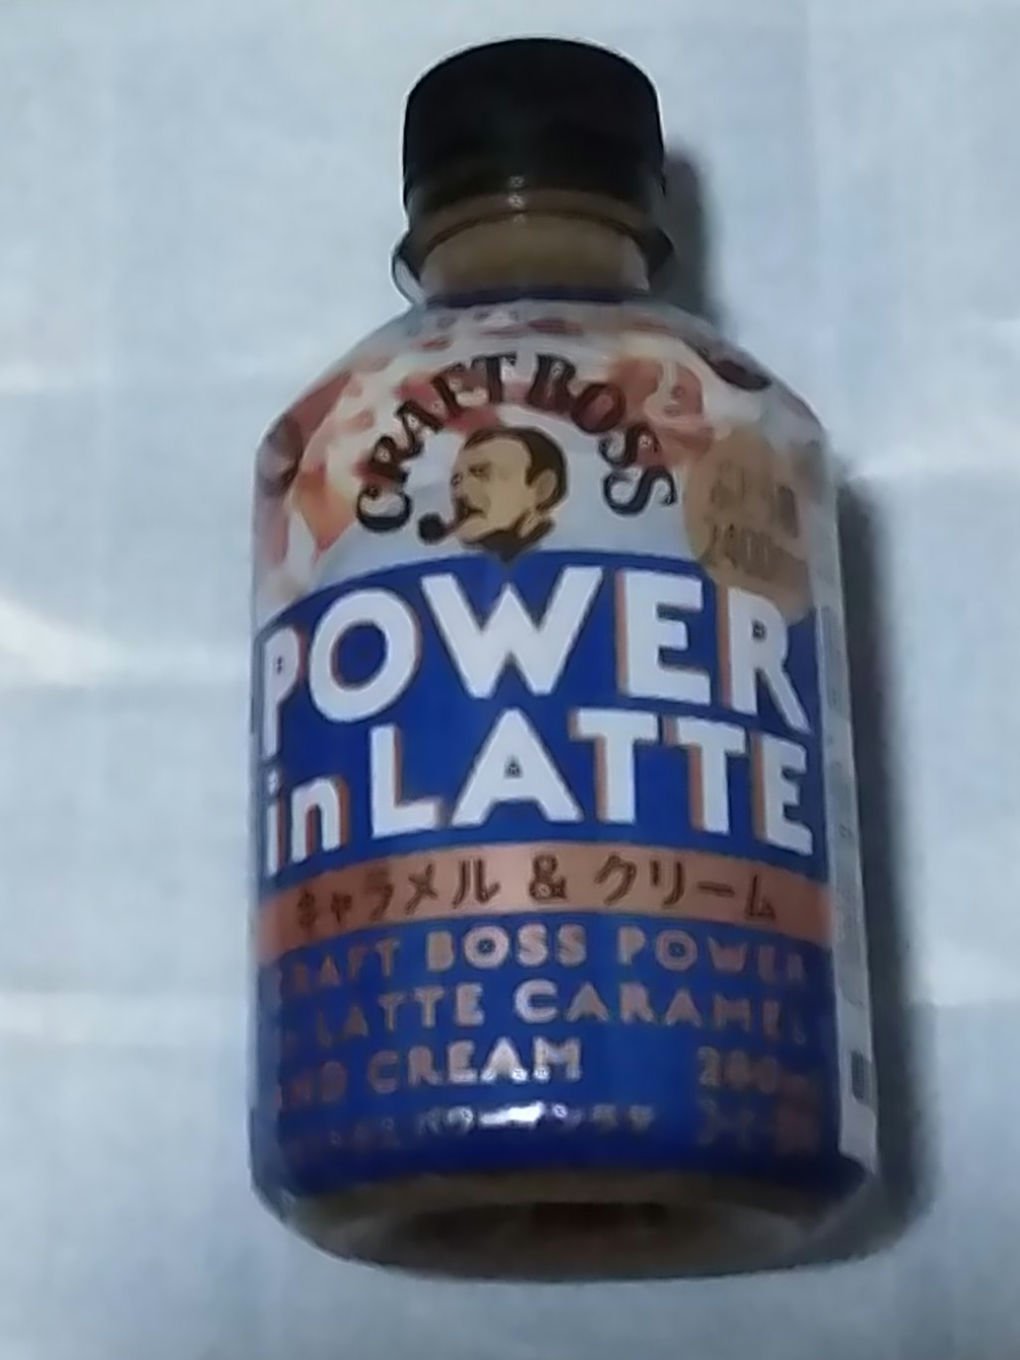 CRAFT BOSS
POWER
in LATTE
キャラメル & クリーム
CRAFT BOSS POWER
in LATTE CARAMEL
AND CREAM